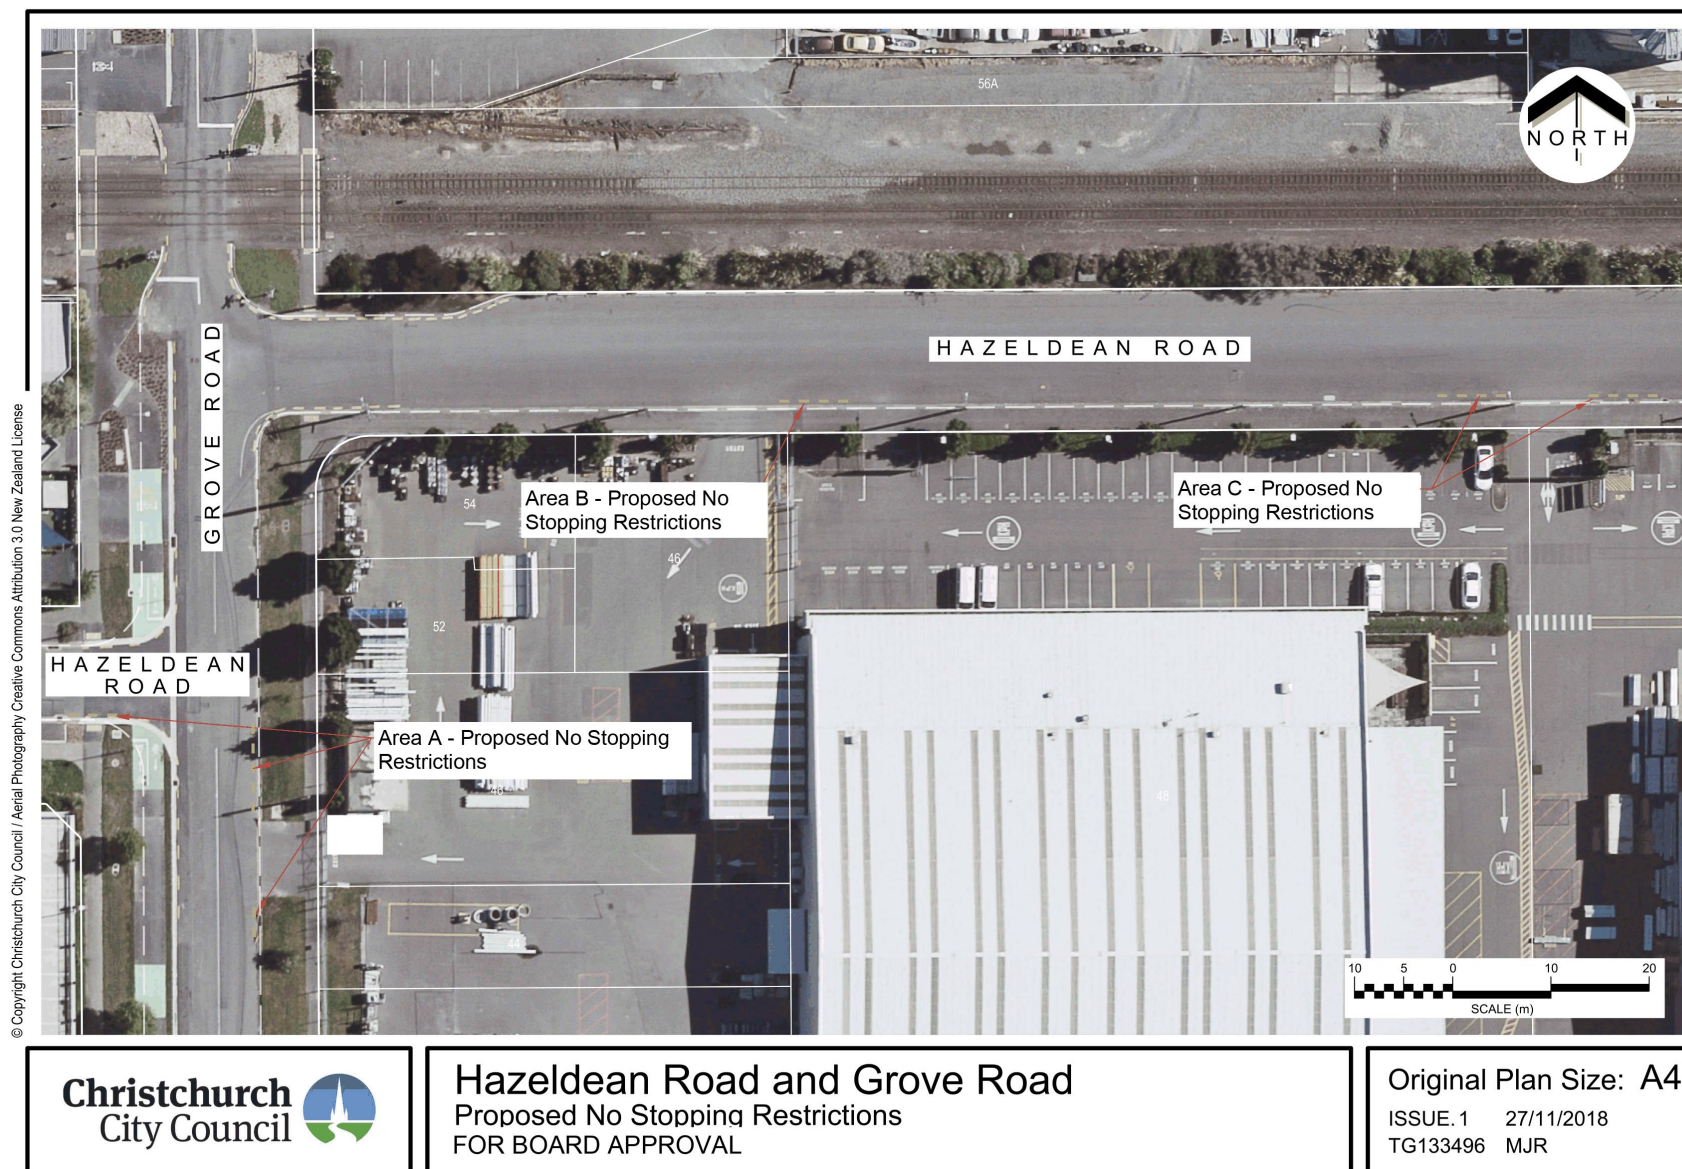 56A
NORTH
HAZELDEAN ROAD
GROVE ROAD
54
Area B - Proposed No
Stopping Restrictions
Area C - Proposed No
Stopping Restrictions
46
52
HAZELDEAN
ROAD
Area A - Proposed No Stopping
Restrictions
48
44
10 5 0 10 20
SCALE (m)
© Copyright Christchurch City Council / Aerial Photography Creative Commons Attribution 3.0 New Zealand License
Christchurch
City Council
Hazeldean Road and Grove Road
Proposed No Stopping Restrictions
FOR BOARD APPROVAL
Original Plan Size: A4
ISSUE. 1 27/11/2018
TG133496 MJR